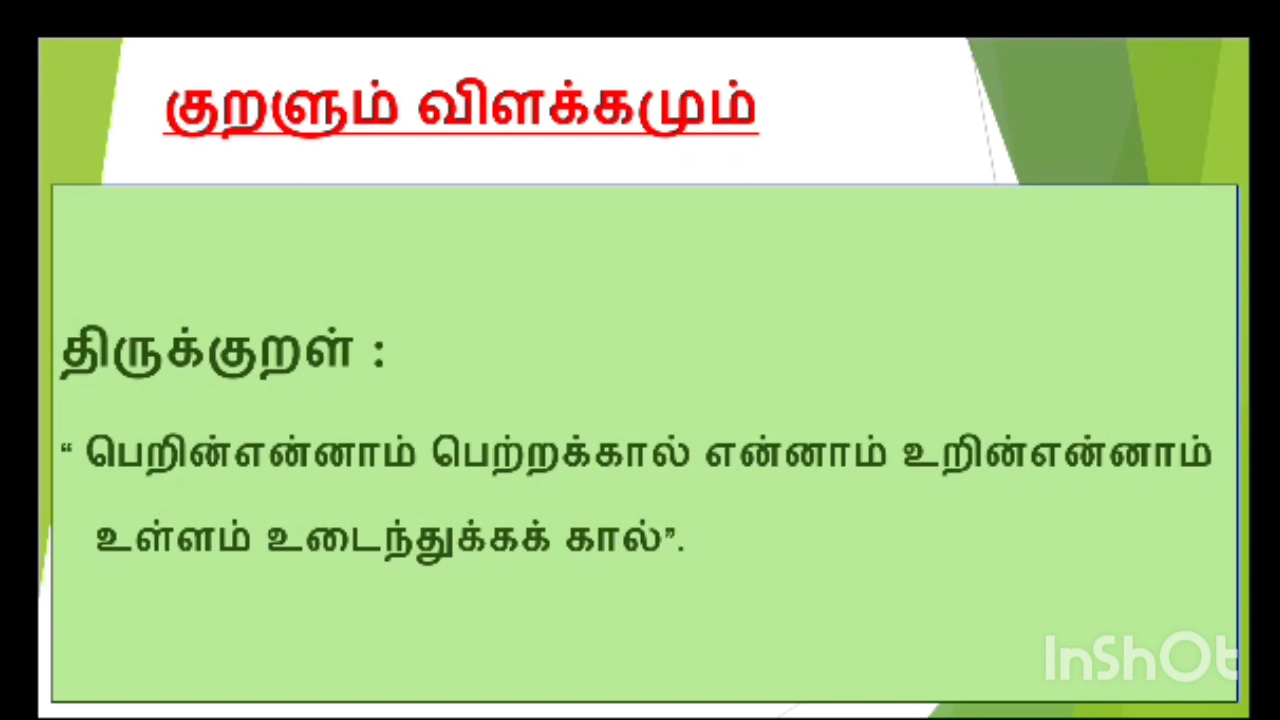 குறளும் விளக்கமும்
திருக்குறள் :
“ பெறின்என்னாம் பெற்றக்கால் என்னாம் உறின்என்னாம்
உள்ளம் உடைந்துக்கக் கால்”.
InShOt